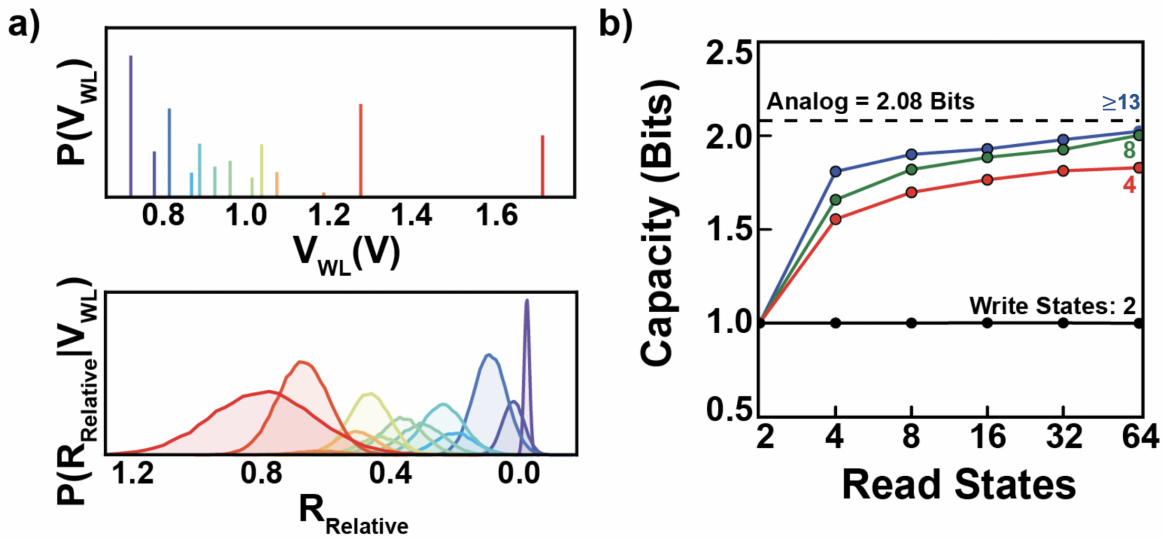 a)
P(V_WL)
0.8 1.0 1.2 1.4 1.6
V_WL(V)
P(R_Relative|V_WL)
1.2 0.8 0.4 0.0
R_Relative
b)
Capacity (Bits)
2.5
2.0
1.5
1.0
0.5
Analog = 2.08 Bits
≥13
8
4
Write States: 2
2 4 8 16 32 64
Read States